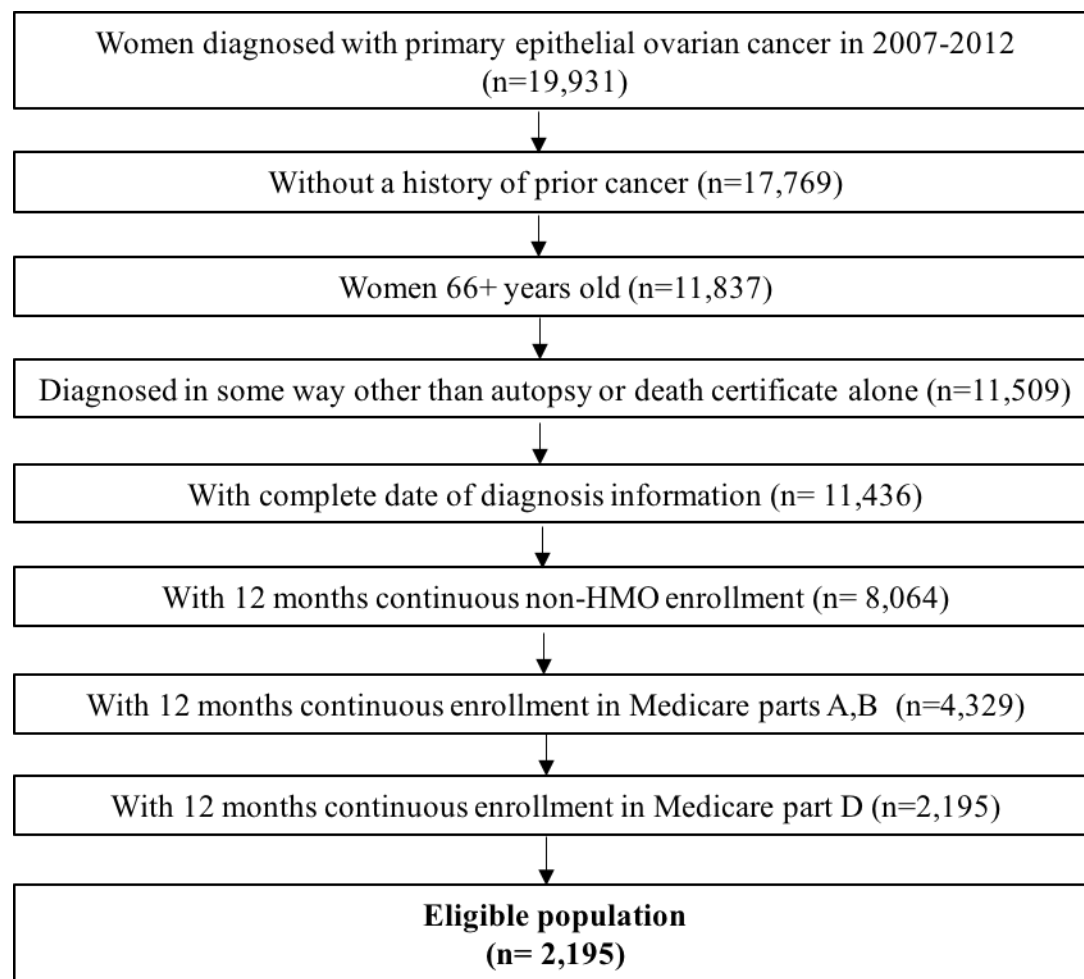 Women diagnosed with primary epithelial ovarian cancer in 2007-2012
(n=19,931)
Without a history of prior cancer (n=17,769)
Women 66+ years old (n=11,837)
Diagnosed in some way other than autopsy or death certificate alone (n=11,509)
With complete date of diagnosis information (n= 11,436)
With 12 months continuous non-HMO enrollment (n= 8,064)
With 12 months continuous enrollment in Medicare parts A,B  (n=4,329)
With 12 months continuous enrollment in Medicare part D (n=2,195)
Eligible population
(n= 2,195)